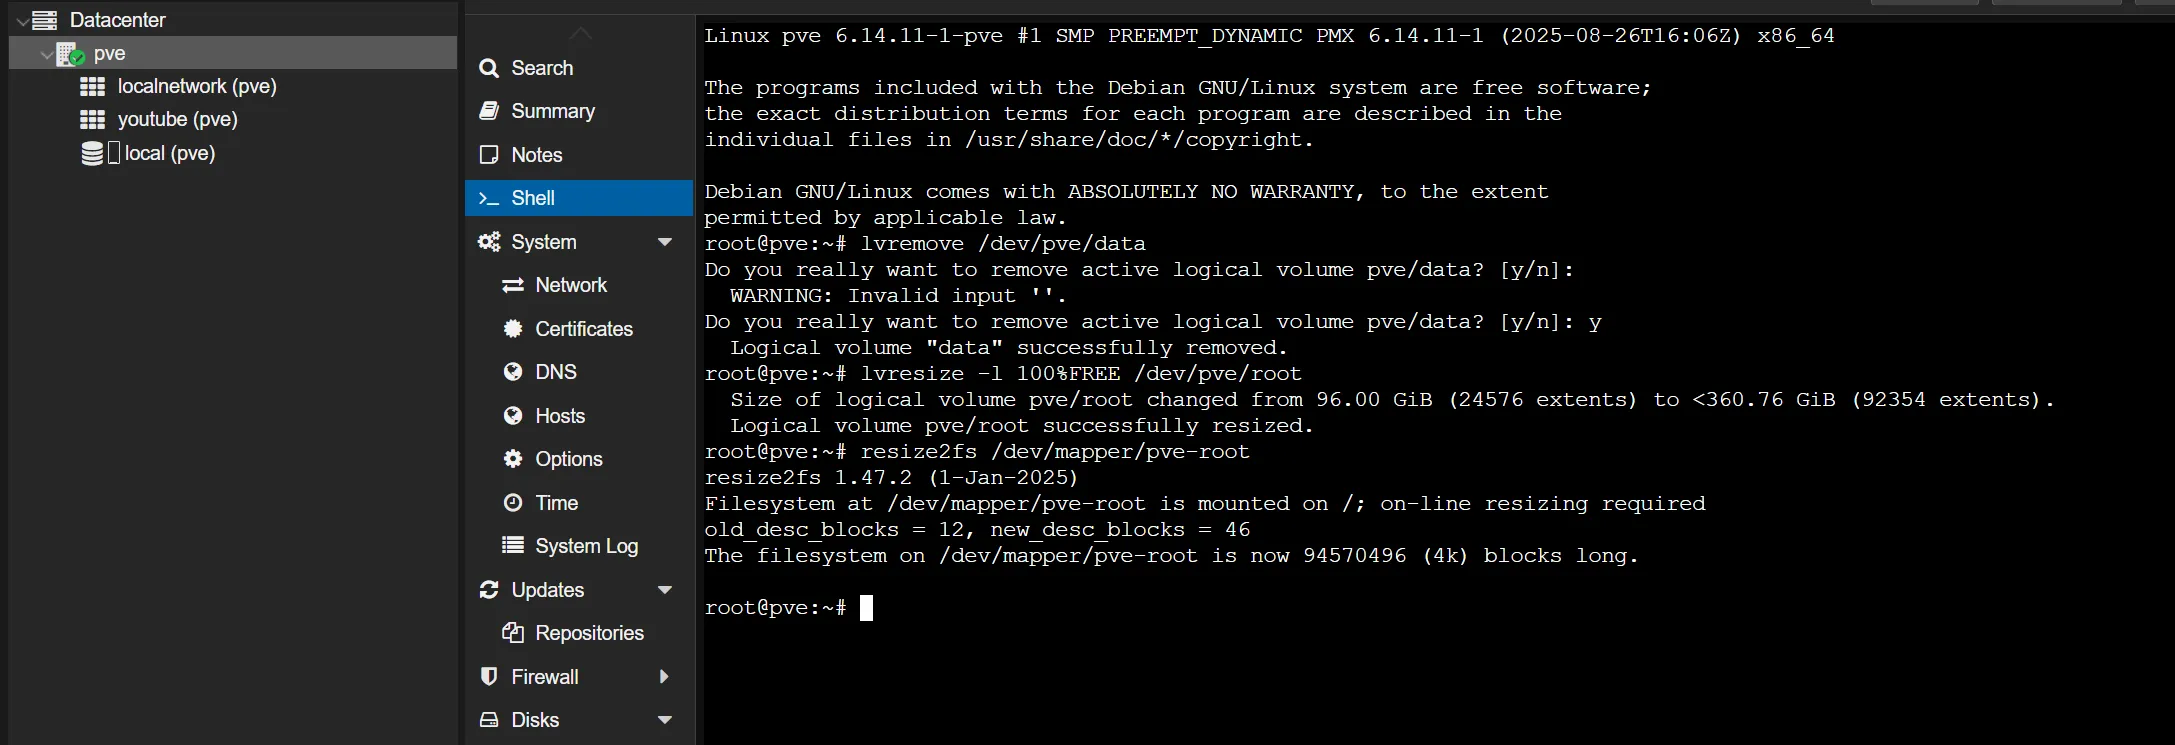 Datacenter
pve
localnetwork (pve)
youtube (pve)
local (pve)
Search
Summary
Notes
Shell
System
Network
Certificates
DNS
Hosts
Options
Time
System Log
Updates
Repositories
Firewall
Disks
Linux pve 6.14.11-1-pve #1 SMP PREEMPT_DYNAMIC PMX 6.14.11-1 (2025-08-26T16:06Z) x86_64
The programs included with the Debian GNU/Linux system are free software;
the exact distribution terms for each program are described in the
individual files in /usr/share/doc/*/copyright.
Debian GNU/Linux comes with ABSOLUTELY NO WARRANTY, to the extent
permitted by applicable law.
root@pve:~# lvremove /dev/pve/data
Do you really want to remove active logical volume pve/data? [y/n]:
WARNING: Invalid input ''.
Do you really want to remove active logical volume pve/data? [y/n]: y
Logical volume "data" successfully removed.
root@pve:~# lvresize -l 100%FREE /dev/pve/root
Size of logical volume pve/root changed from 96.00 GiB (24576 extents) to <360.76 GiB (92354 extents).
Logical volume pve/root successfully resized.
root@pve:~# resize2fs /dev/mapper/pve-root
resize2fs 1.47.2 (1-Jan-2025)
Filesystem at /dev/mapper/pve-root is mounted on /; on-line resizing required
old_desc_blocks = 12, new_desc_blocks = 46
The filesystem on /dev/mapper/pve-root is now 94570496 (4k) blocks long.
root@pve:~#